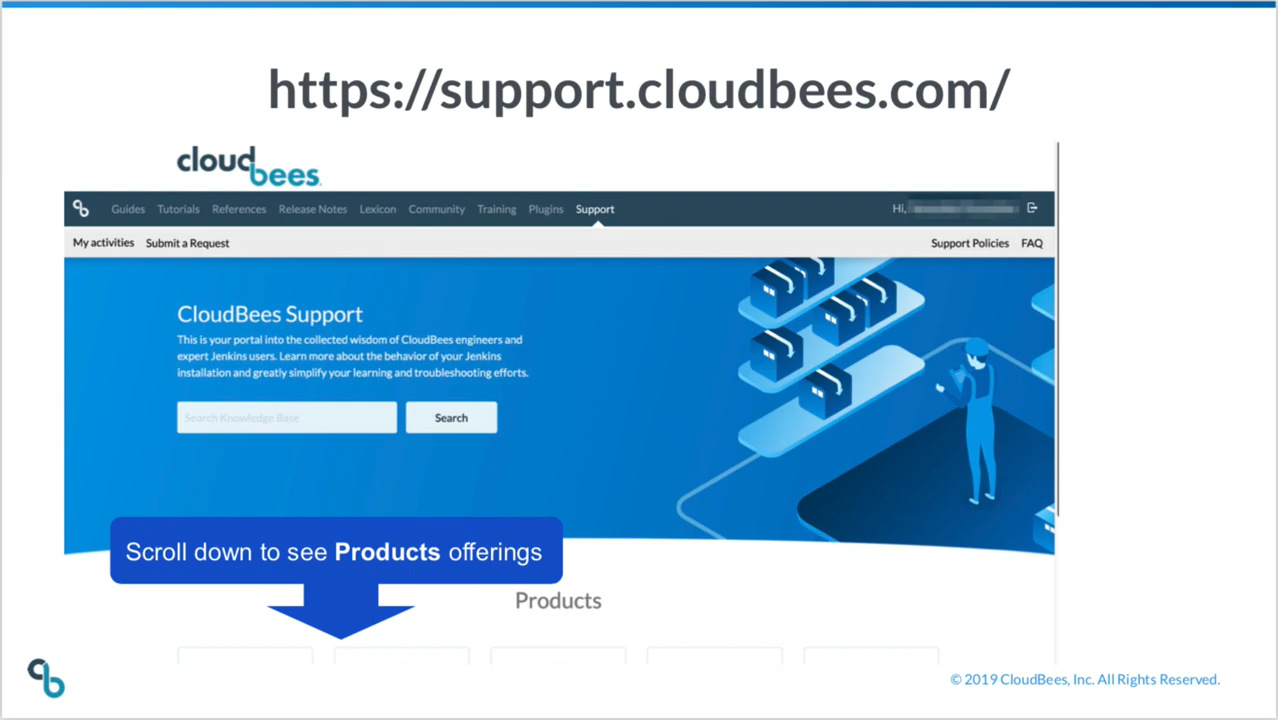 https://support.cloudbees.com/
cloudbees
Guides Tutorials References Release Notes Lexicon Community Training Plugins Support Hi,
My activities Submit a Request Support Policies FAQ
CloudBees Support
This is your portal into the collected wisdom of CloudBees engineers and
expert Jenkins users. Learn more about the behavior of your Jenkins
installation and greatly simplify your learning and troubleshooting efforts.
Search Knowledge Base Search
Scroll down to see Products offerings
Products
© 2019 CloudBees, Inc. All Rights Reserved.